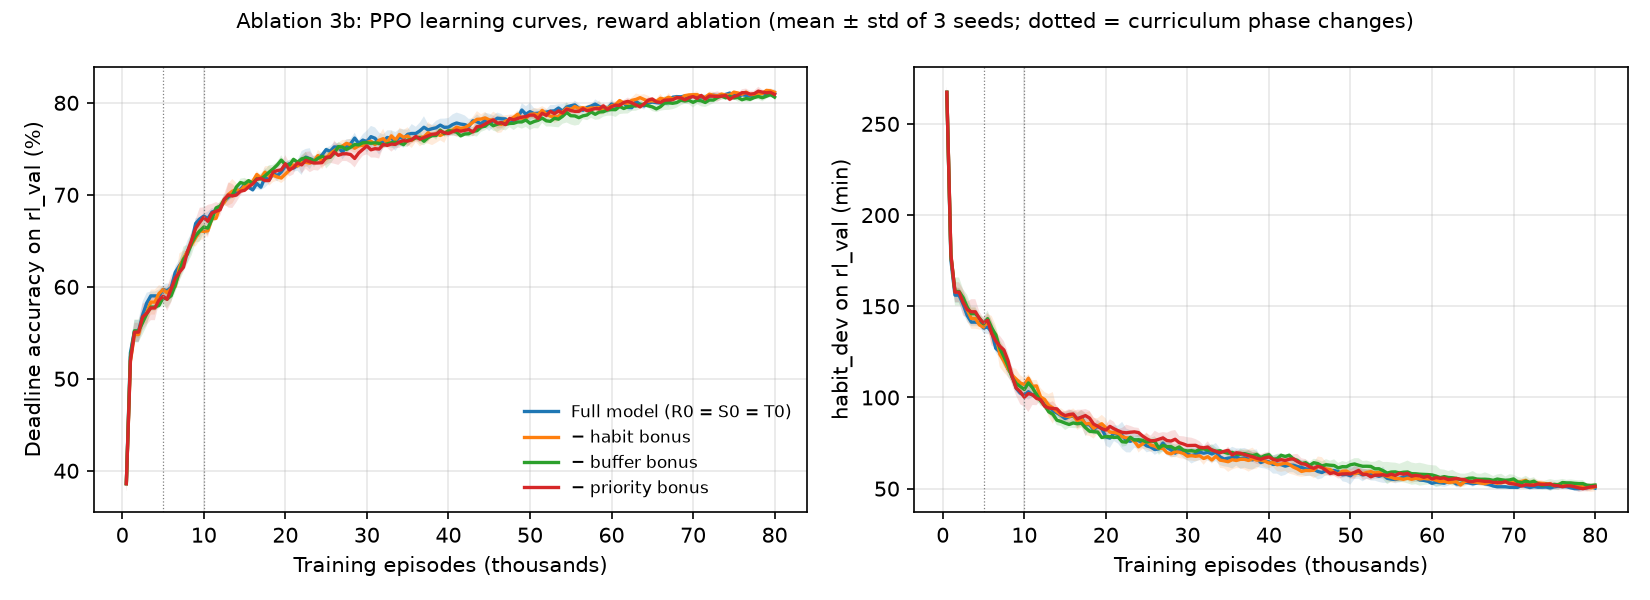 Ablation 3b: PPO learning curves, reward ablation (mean ± std of 3 seeds; dotted = curriculum phase changes)
Deadline accuracy on rl_val (%)
80
70
60
50
40
Full model (R0 = S0 = T0)
− habit bonus
− buffer bonus
− priority bonus
0 10 20 30 40 50 60 70 80
Training episodes (thousands)
habit_dev on rl_val (min)
250
200
150
100
50
0 10 20 30 40 50 60 70 80
Training episodes (thousands)